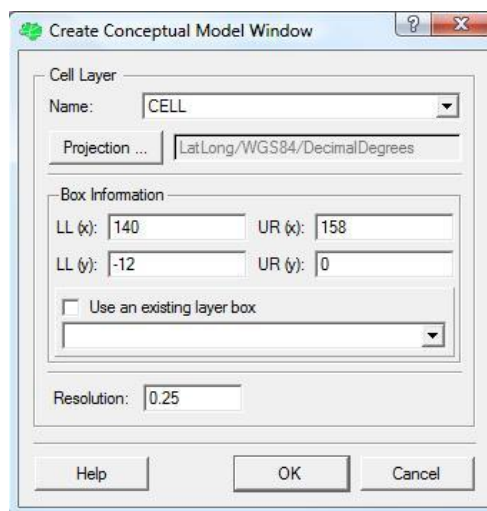 Create Conceptual Model Window
Cell Layer
Name: CELL
Projection ... LatLong/WGS84/DecimalDegrees
Box Information
LL (x): 140 UR (x): 158
LL (y): -12 UR (y): 0
Use an existing layer box
Resolution: 0.25
Help OK Cancel